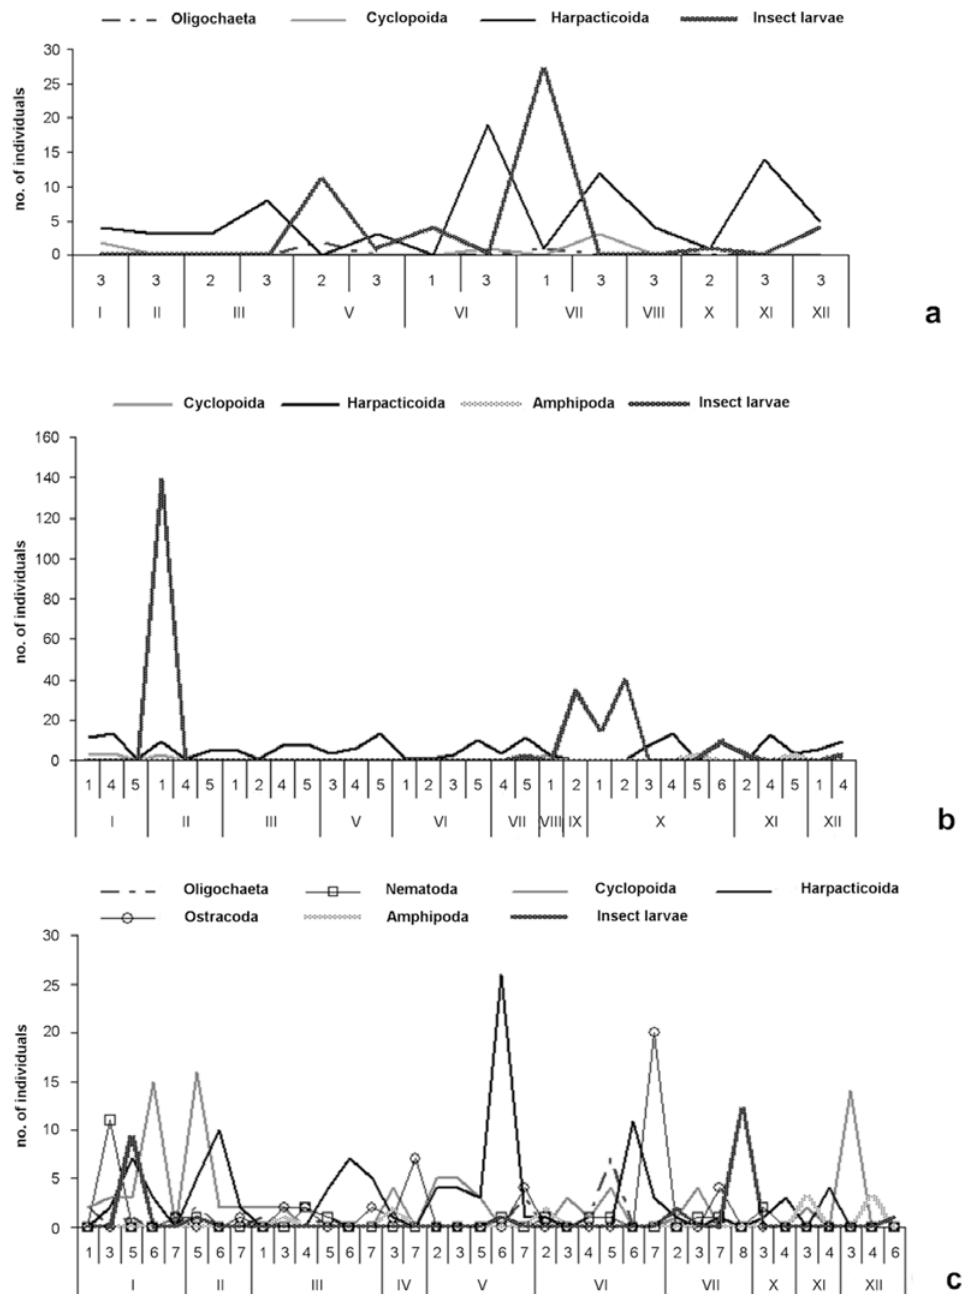 Oligochaeta Cyclopoida Harpacticoida Insect larvae
30
25
20
15
10
5
0
no. of individuals
3 3 2 3 2 3 1 3 1 3 3 2 3 3
I II III V VI VII VIII X XI XII
a
Cyclopoida Harpacticoida Amphipoda Insect larvae
160
140
120
100
80
60
40
20
0
no. of individuals
1 4 5 1 4 5 1 2 4 5 3 4 5 1 2 3 5 4 5 1 2 1 2 3 4 5 6 2 4 5 1 4
I II III V VI VII VIII IX X XI XII
b
Oligochaeta Nematoda Cyclopoida Harpacticoida
Ostracoda Amphipoda Insect larvae
30
25
20
15
10
5
0
no. of individuals
1 3 5 6 7 5 6 7 1 3 4 5 6 7 3 7 2 3 5 6 7 2 3 4 5 6 7 2 3 7 8 3 4 3 4 3 4 6
I II III IV V VI VII X XI XII
c